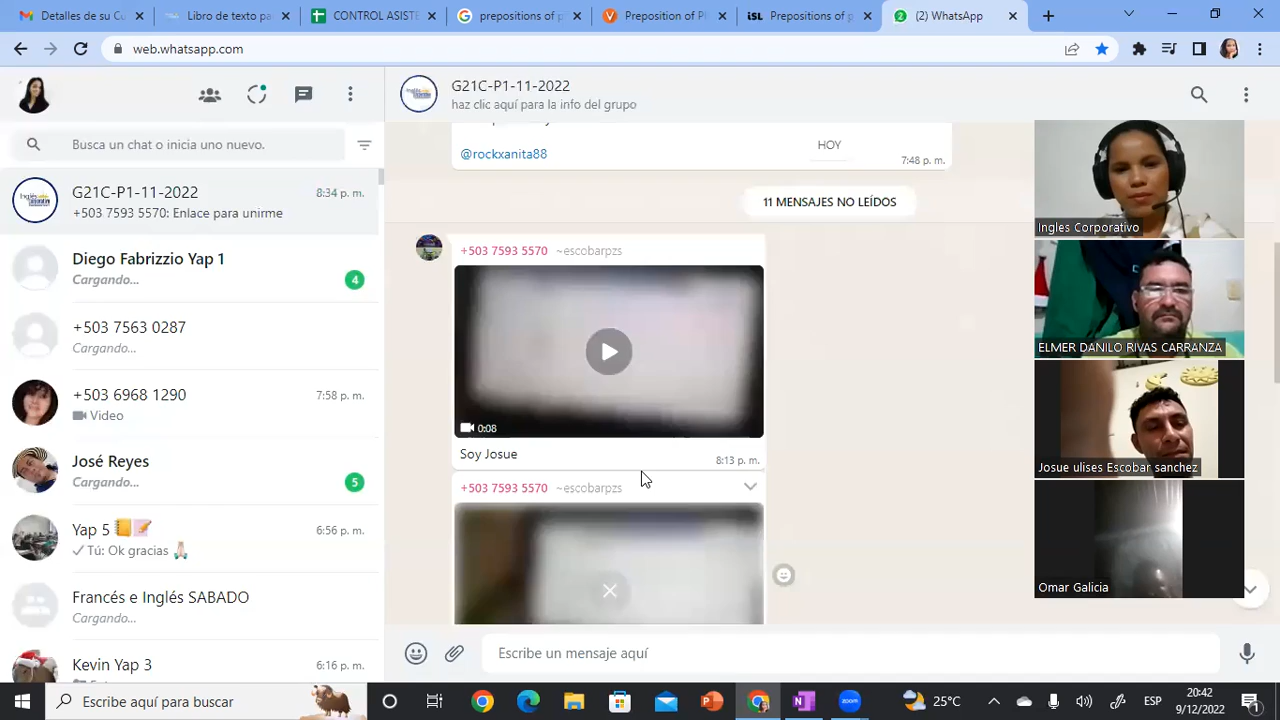 Detalles de su C
Libro de texto pa
CONTROL ASISTE
prepositions of p
Preposition of Pl
iSL Prepositions of p
(2) WhatsApp
web.whatsapp.com
G21C-P1-11-2022
haz clic aquí para la info del grupo
Busca un chat o inicia uno nuevo.
@rockxanita88
HOY
7:48 p. m.
G21C-P1-11-2022
8:34 p. m.
+503 7593 5570: Enlace para unirme
11 MENSAJES NO LEÍDOS
Diego Fabrizzio Yap 1
Cargando...
4
+503 7563 0287
Cargando...
+503 6968 1290
7:58 p. m.
Video
José Reyes
Cargando...
5
Yap 5
6:56 p. m.
Tú: Ok gracias
Francés e Inglés SABADO
Cargando...
Kevin Yap 3
6:16 p. m.
+503 7593 5570 ~escobarpzs
0:08
Soy Josue
8:13 p. m.
+503 7593 5570 ~escobarpzs
Ingles Corporativo
ELMER DANILO RIVAS CARRANZA
Josue ulises Escobar sanchez
Omar Galicia
Escribe un mensaje aquí
Escribe aquí para buscar
zoom
25°C
ESP
20:42
9/12/2022
1